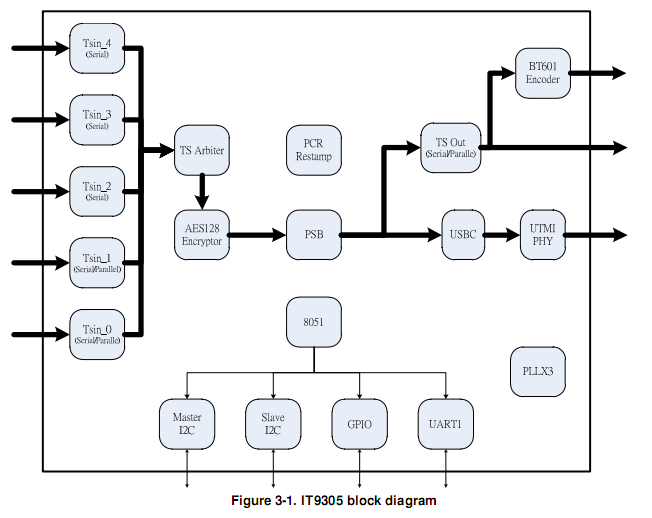 Tsin_4
(Serial)
Tsin_3
(Serial)
Tsin_2
(Serial)
Tsin_1
(Serial/Parallel)
Tsin_0
(Serial/Paralle)
TS Arbiter
AES128
Encryptor
PCR
Restamp
PSB
TS Out
(Serial/Paralle)
BT601
Encoder
USBC
UTMI
PHY
8051
PLLX3
Master
I2C
Slave
I2C
GPIO
UART1
Figure 3-1. IT9305 block diagram